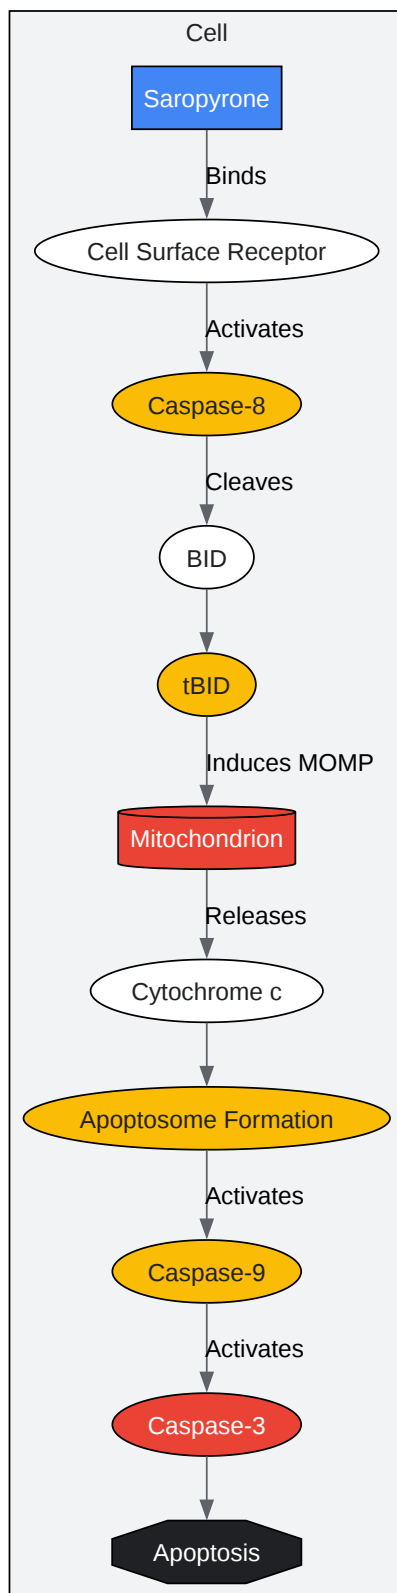 Cell
Saropyrone
Binds
Cell Surface Receptor
Activates
Caspase-8
Cleaves
BID
tBID
Induces MOMP
Mitochondrion
Releases
Cytochrome c
Apoptosome Formation
Activates
Caspase-9
Activates
Caspase-3
Apoptosis